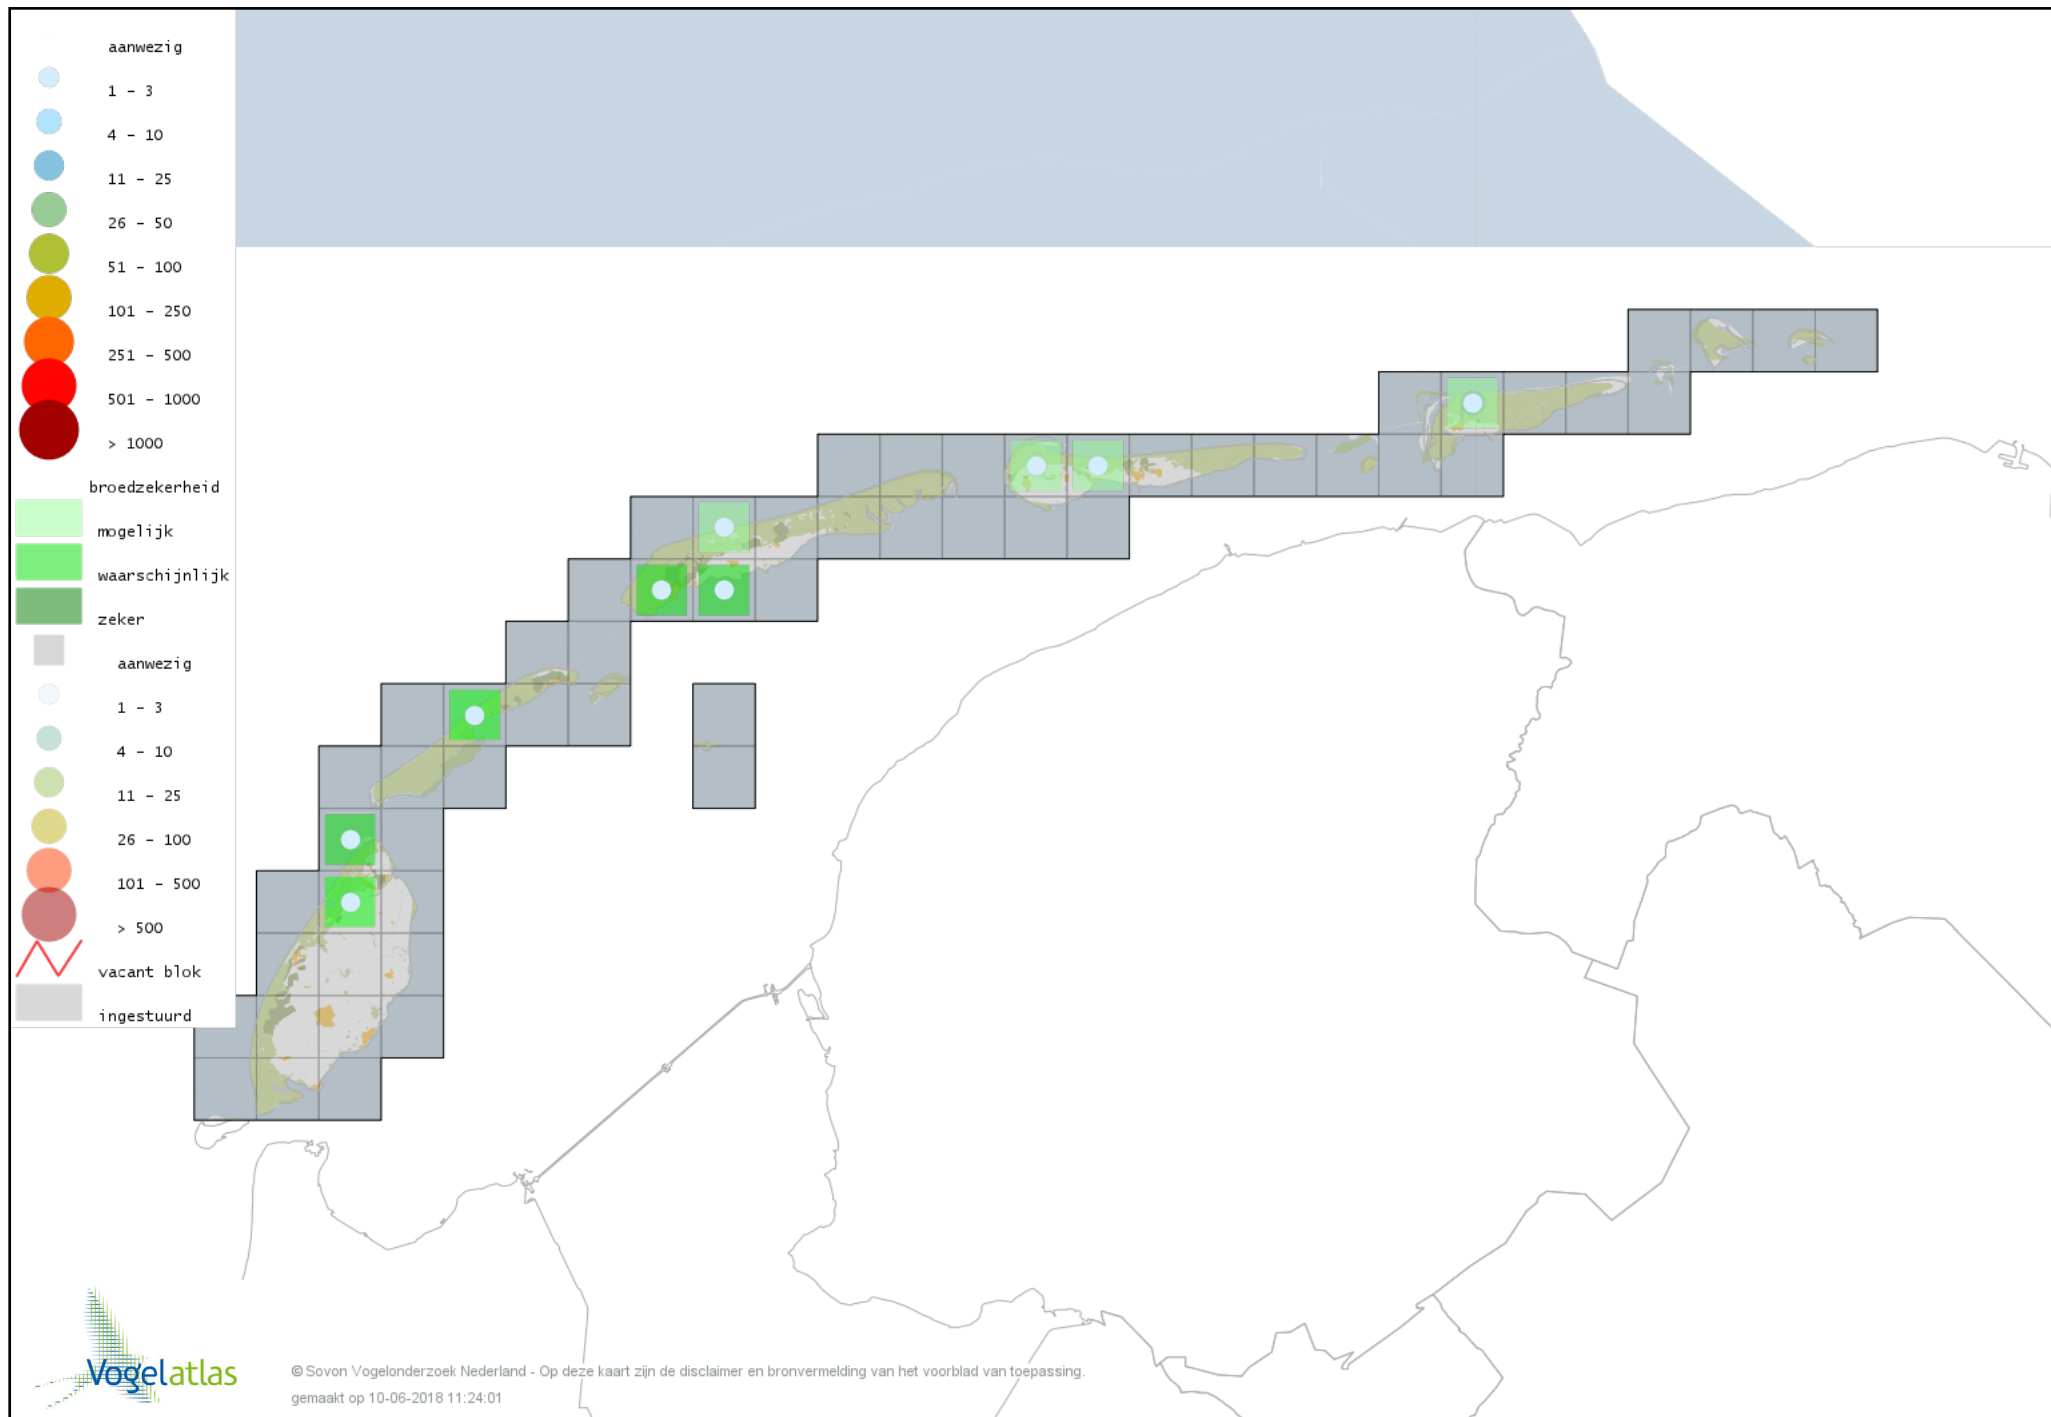 aanwezig
1 - 3
4 - 10
11 - 25
26 - 50
51 - 100
101 - 250
251 - 500
501 - 1000
> 1000
broedzekerheid
mogelijk
waarschijnlijk
zeker
aanwezig
1 - 3
4 - 10
11 - 25
26 - 100
101 - 500
> 500
vacant blok
ingestuurd
Vogelatlas
© Sovon Vogelonderzoek Nederland - Op deze kaart zijn de disclaimer en bronvermelding van het voorblad van toepassing.
gemaakt op 10-06-2018 11:24:01